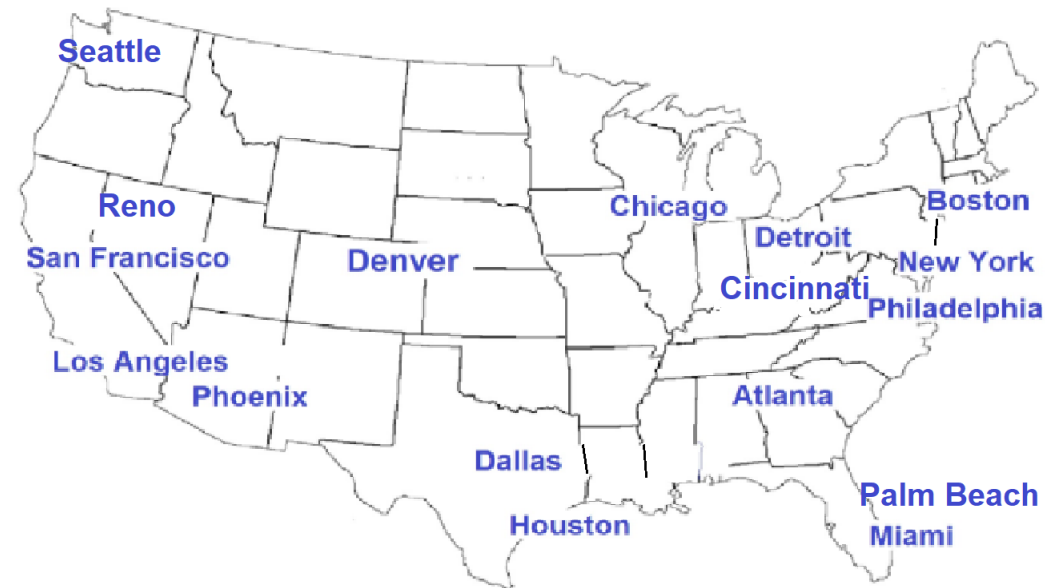 Seattle
Reno
Chicago
Boston
Detroit
San Francisco
Denver
New York
Cincinnati
Philadelphia
Los Angeles
Phoenix
Atlanta
Dallas
Palm Beach
Houston
Miami